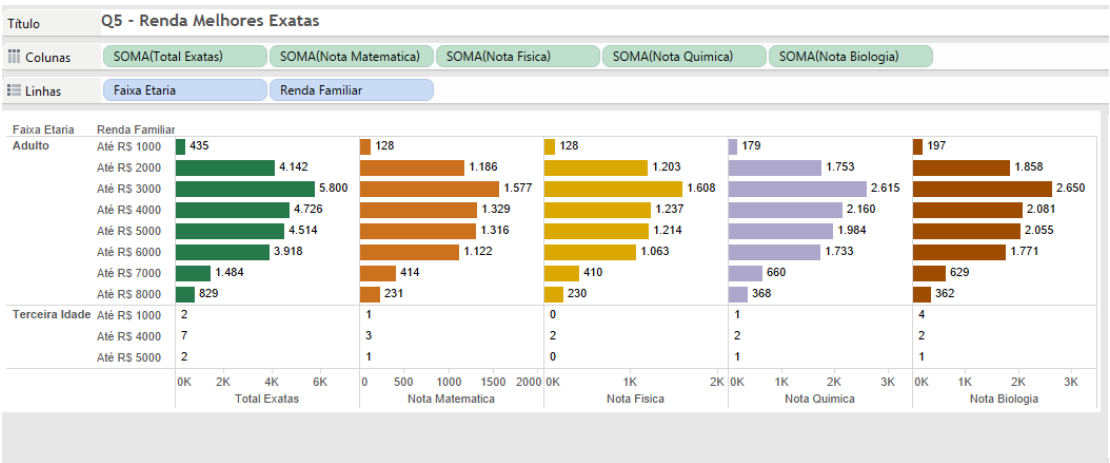 Título Q5 - Renda Melhores Exatas
Colunas SOMA(Total Exatas) SOMA(Nota Matematica) SOMA(Nota Fisica) SOMA(Nota Quimica) SOMA(Nota Biologia)
Linhas Faixa Etaria Renda Familiar
Faixa Etaria Renda Familiar
Adulto Até R$ 1000 435 128 128 179 197
Até R$ 2000 4.142 1.186 1.203 1.753 1.858
Até R$ 3000 5.800 1.577 1.608 2.615 2.650
Até R$ 4000 4.726 1.329 1.237 2.160 2.081
Até R$ 5000 4.514 1.316 1.214 1.984 2.055
Até R$ 6000 3.918 1.122 1.063 1.733 1.771
Até R$ 7000 1.484 414 410 660 629
Até R$ 8000 829 231 230 368 362
Terceira Idade Até R$ 1000 2 1 0 1 4
Até R$ 4000 7 3 2 2 2
Até R$ 5000 2 1 0 1 1
0K 2K 4K 6K 0 500 1000 1500 2000 0K 1K 2K 0K 1K 2K 3K 0K 1K 2K 3K
Total Exatas Nota Matematica Nota Fisica Nota Quimica Nota Biologia